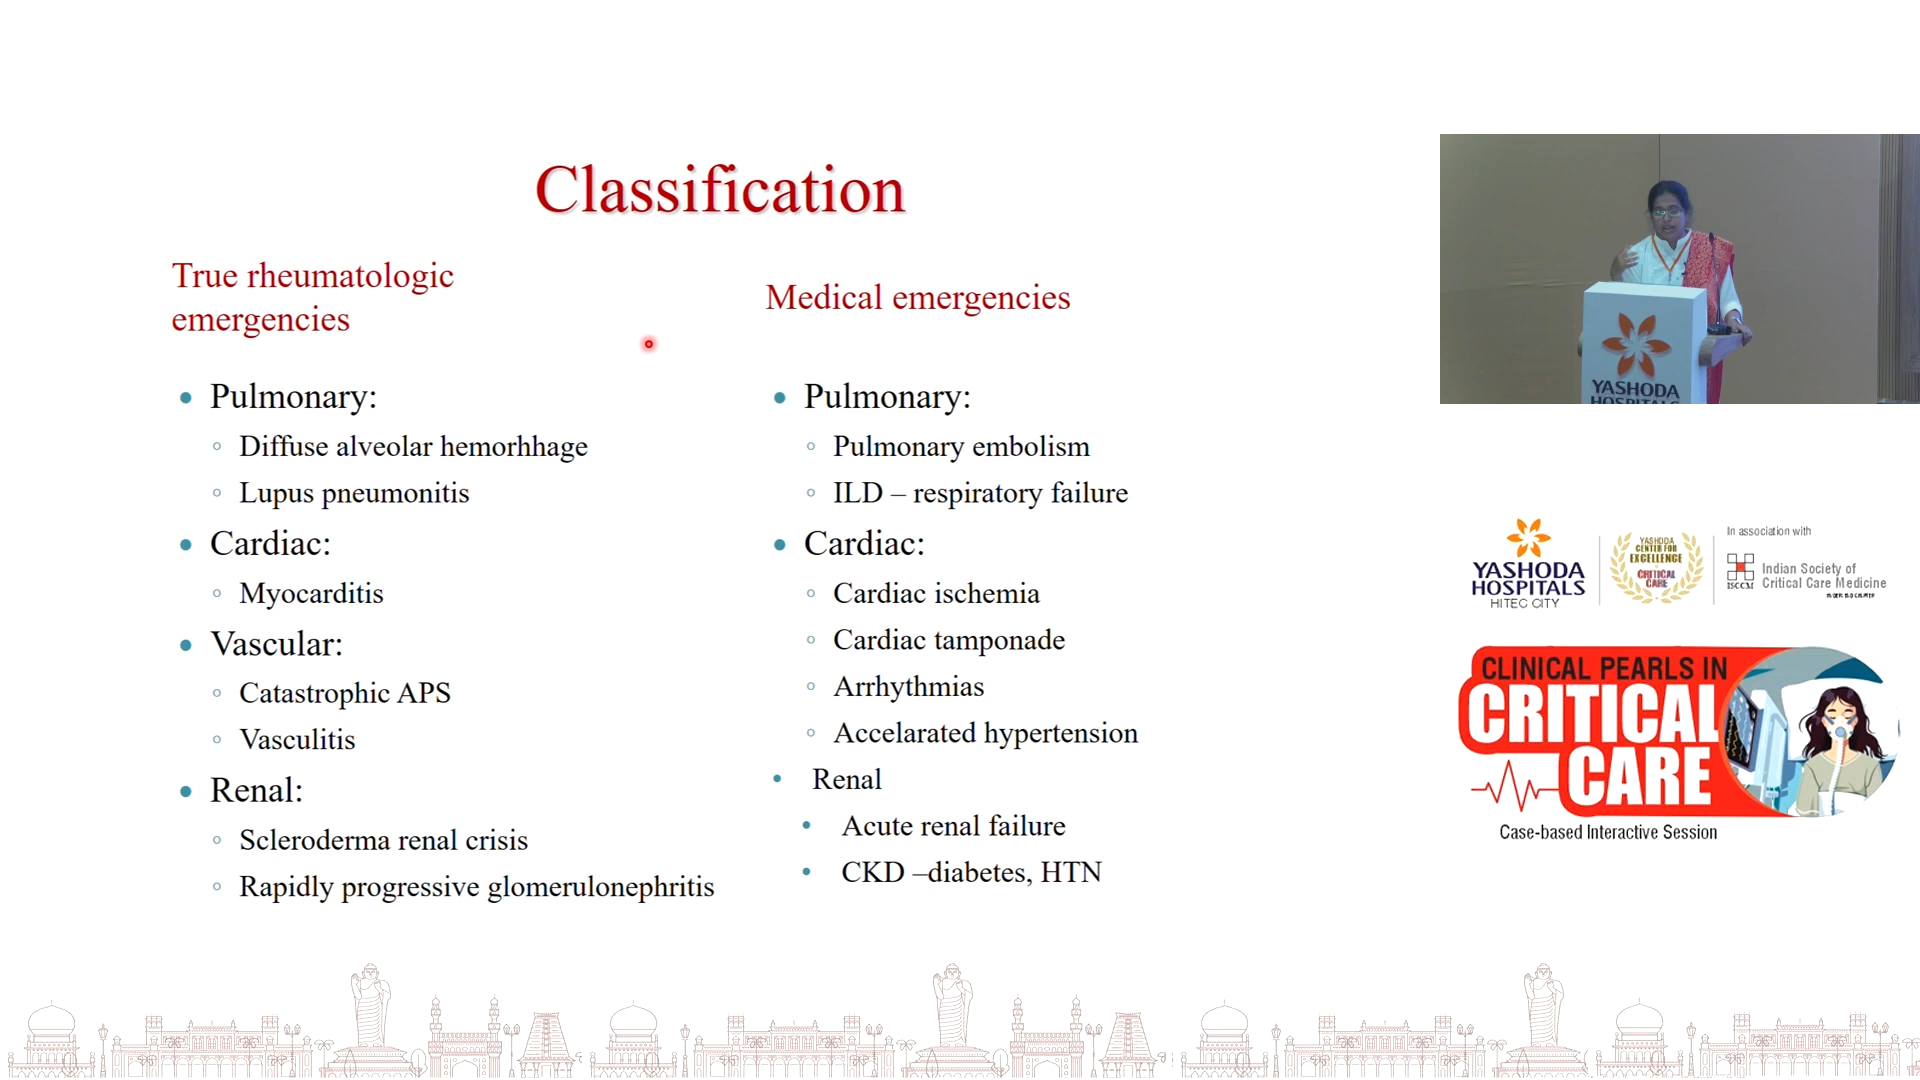 Classification
True rheumatologic
emergencies
Pulmonary:
Diffuse alveolar hemorhhage
Lupus pneumonitis
Cardiac:
Myocarditis
Vascular:
Catastrophic APS
Vasculitis
Renal:
Scleroderma renal crisis
Rapidly progressive glomerulonephritis
Medical emergencies
Pulmonary:
Pulmonary embolism
ILD – respiratory failure
Cardiac:
Cardiac ischemia
Cardiac tamponade
Arrhythmias
Accelarated hypertension
Renal
Acute renal failure
CKD –diabetes, HTN
YASHODA
HOSPITALS
YASHODA
HOSPITALS
HITEC CITY
YASHODA
CENTER FOR
EXCELLENCE
CRITICAL
CARE
In association with
ISCCM
Indian Society of
Critical Care Medicine
CLINICAL PEARLS IN
CRITICAL
CARE
Case-based Interactive Session